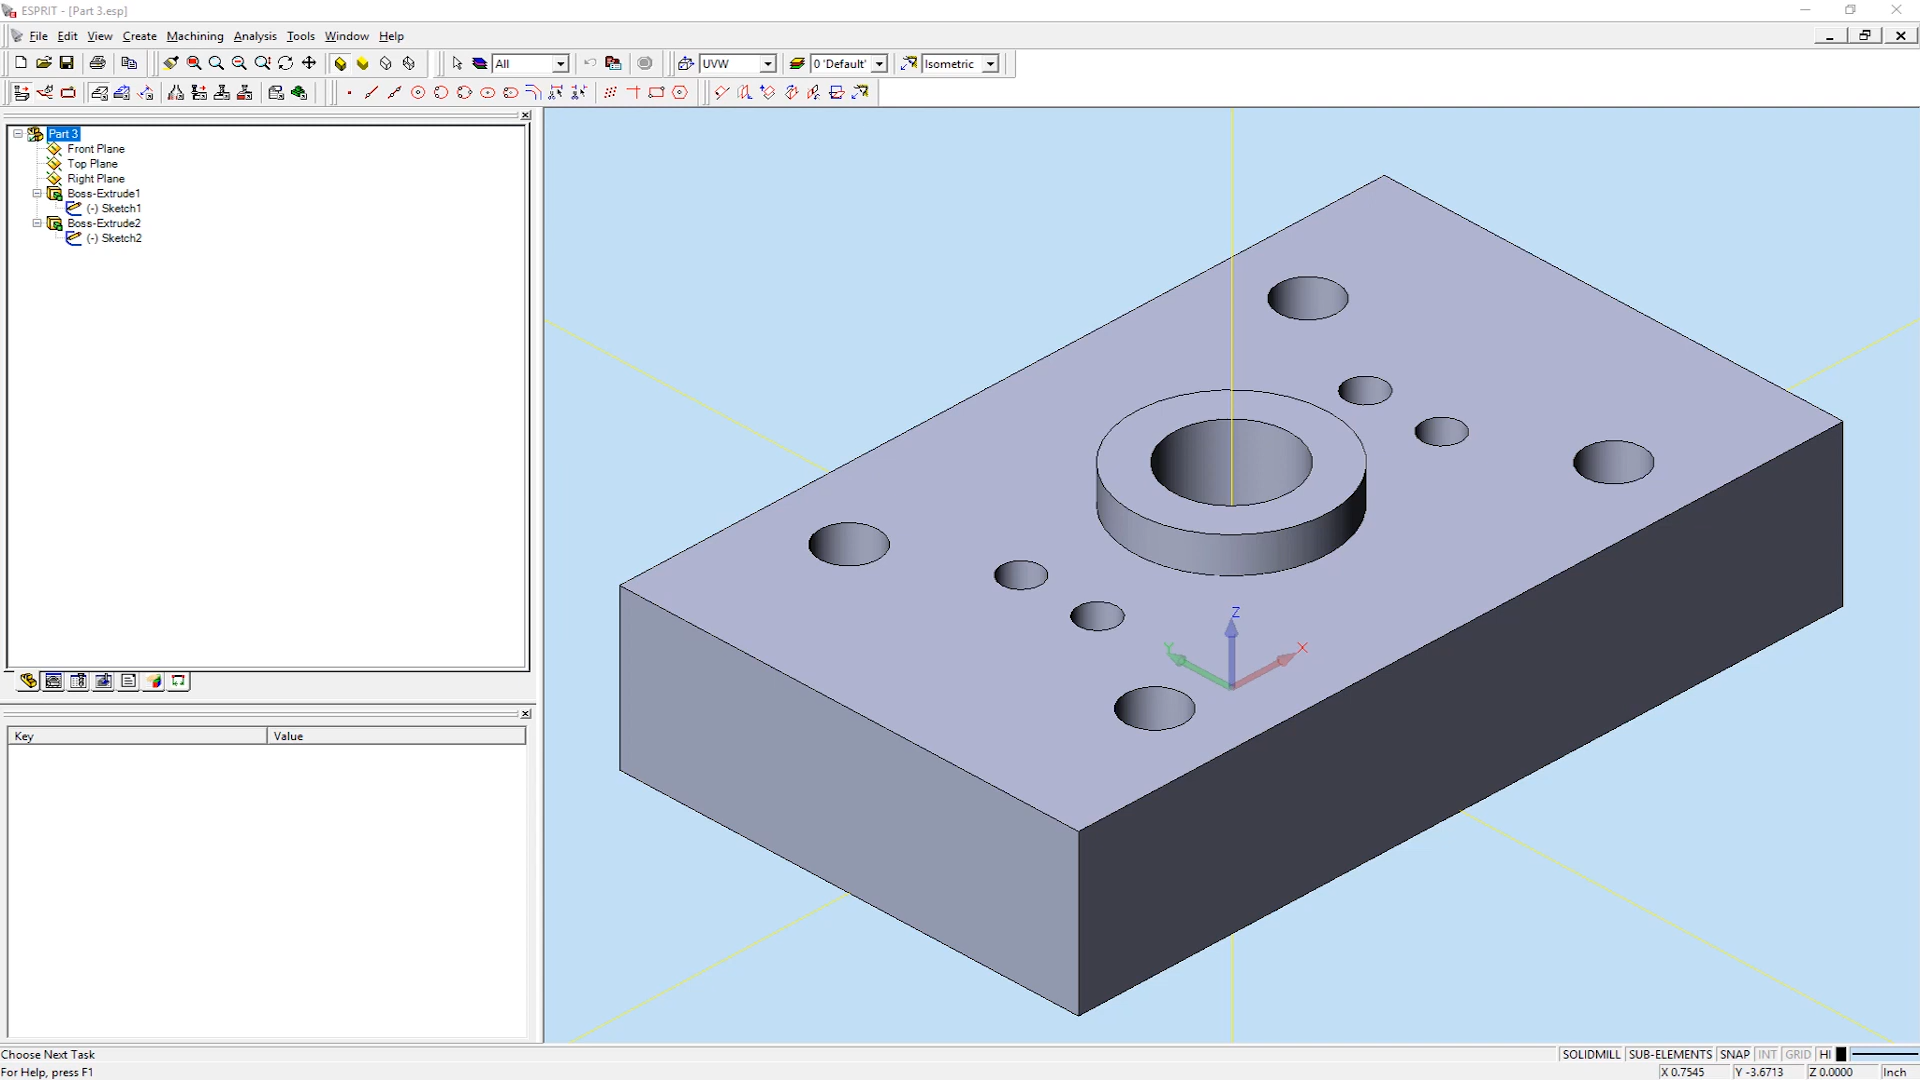 ESPRIT - [Part 3.esp]
File Edit View Create Machining Analysis Tools Window Help
All UVW 0 'Default' Isometric
Part 3
Front Plane
Top Plane
Right Plane
Boss-Extrude1
(-) Sketch1
Boss-Extrude2
(-) Sketch2
Z
Y X
Key Value
Choose Next Task SOLIDMILL SUB-ELEMENTS SNAP INT GRID HI
For Help, press F1 X 0.7545 Y -3.6713 Z 0.0000 Inch